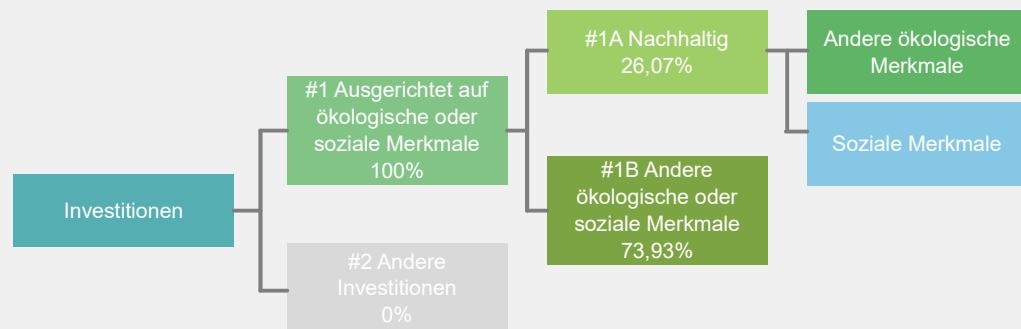 Investitionen
#1 Ausgerichtet auf
ökologische oder
soziale Merkmale
100%
#2 Andere
Investitionen
0%
#1A Nachhaltig
26,07%
#1B Andere
ökologische oder
soziale Merkmale
73,93%
Andere ökologische
Merkmale
Soziale Merkmale